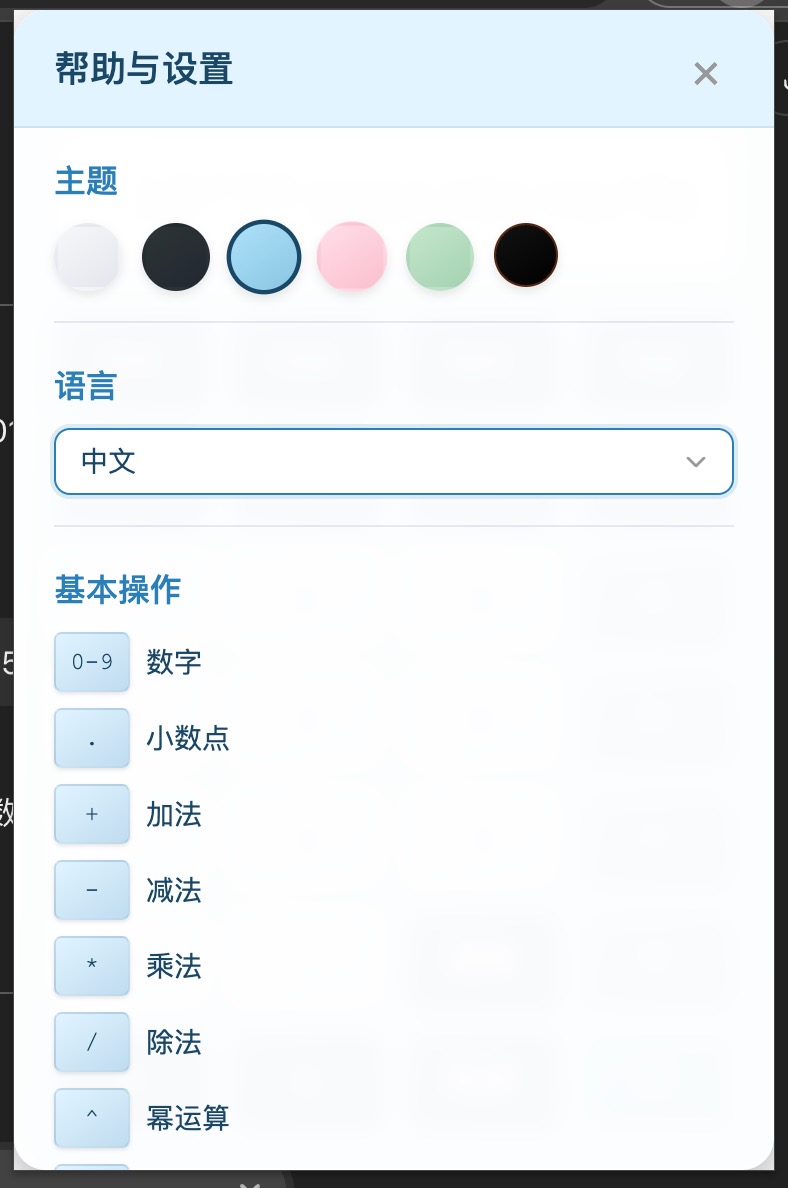 帮助与设置
主题
语言
中文
基本操作
0-9 数字
. 小数点
+ 加法
- 减法
* 乘法
/ 除法
^ 幂运算